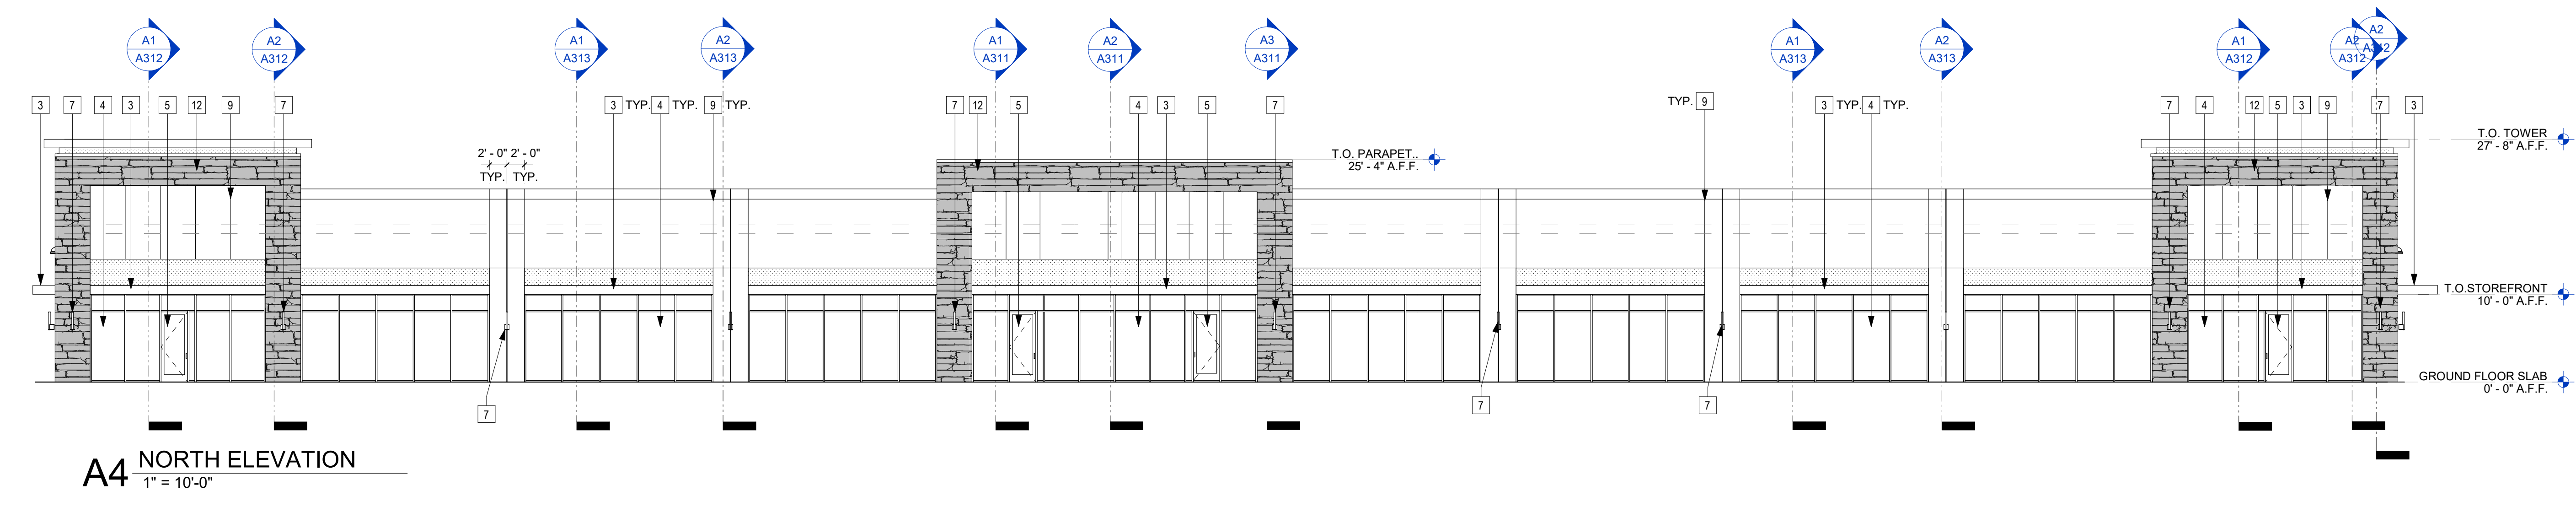 A1
A312
A2
A312
A1
A313
A2
A313
A1
A311
A2
A311
A3
A311
A1
A313
A2
A313
A1
A312
A2
A312
A2
A312
3
7
4
3
5
12
9
7
3 TYP. 4 TYP. 9 TYP.
7
12
5
4
3
5
7
TYP. 9
3 TYP. 4 TYP.
7
4
12
5
3
9
7
3
2' - 0" 2' - 0"
TYP. TYP.
T.O. PARAPET..
25' - 4" A.F.F.
T.O. TOWER
27' - 8" A.F.F.
T.O.STOREFRONT
10' - 0" A.F.F.
GROUND FLOOR SLAB
0' - 0" A.F.F.
7
7
7
A4 NORTH ELEVATION
1" = 10'-0"